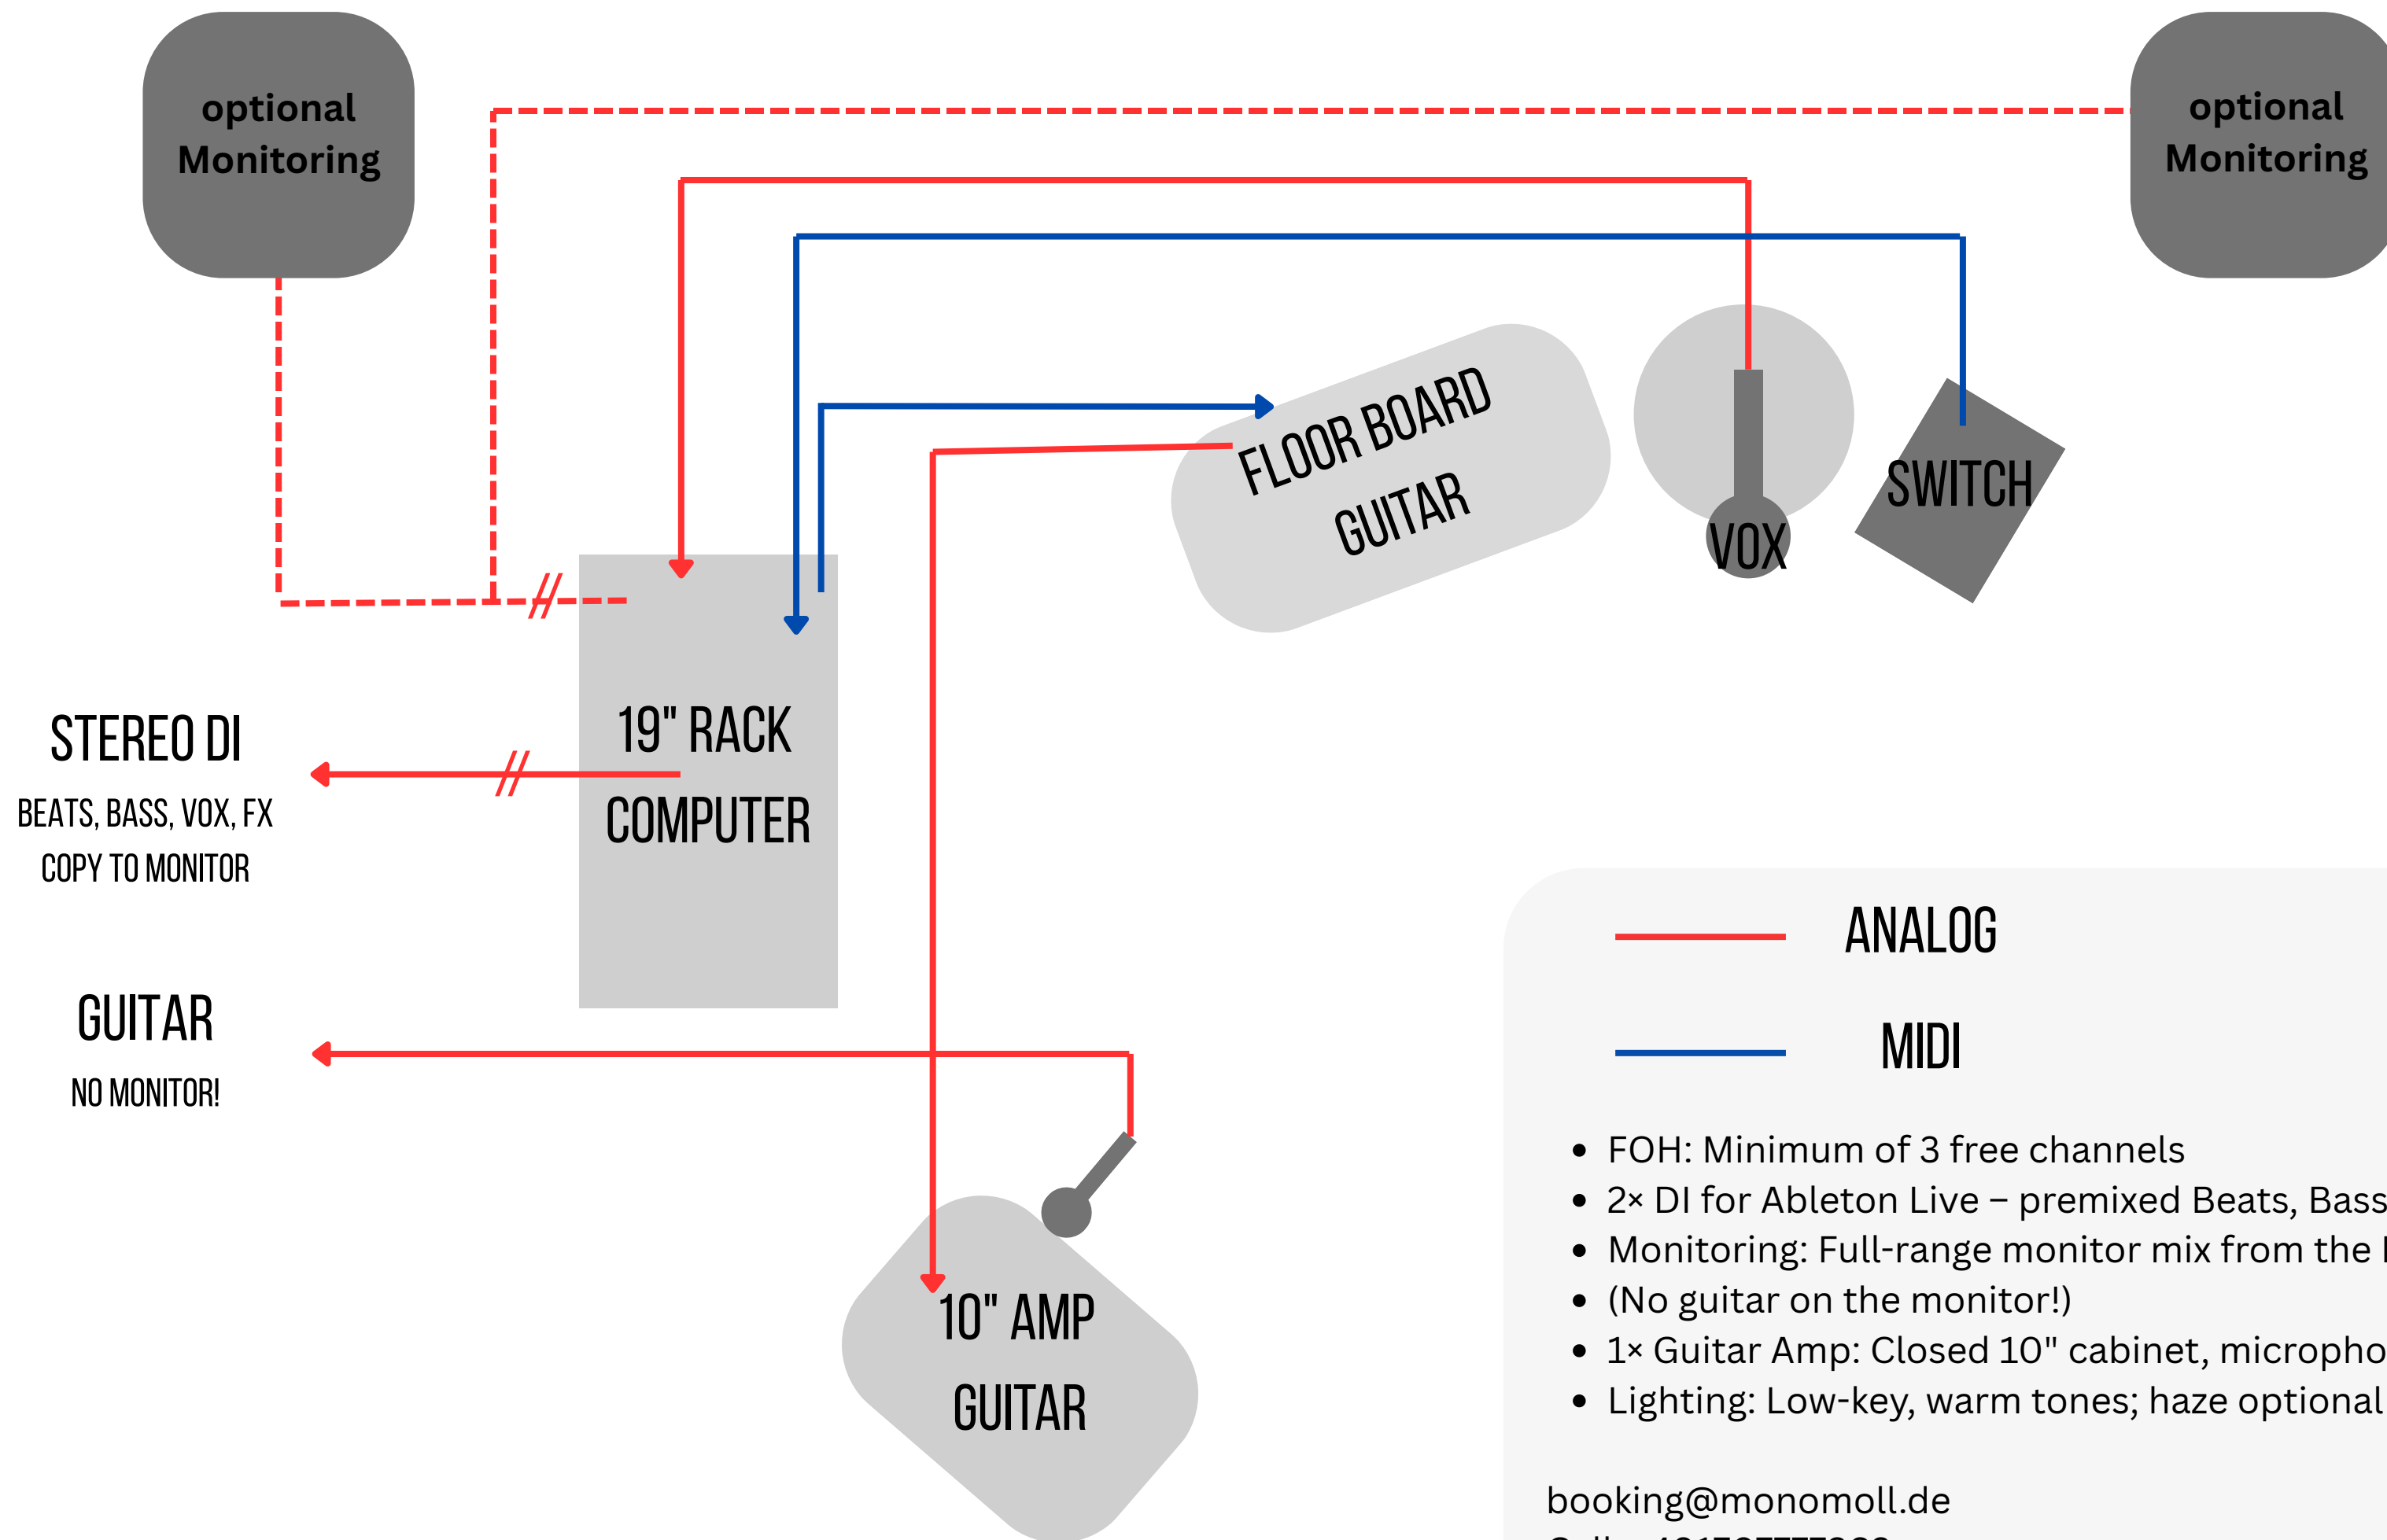 optional
Monitoring
optional
Monitoring
FLOOR BOARD
GUITAR
VOX
SWITCH
19" RACK
COMPUTER
STEREO DI
BEATS, BASS, VOX, FX
COPY TO MONITOR
GUITAR
NO MONITOR!
10" AMP
GUITAR
ANALOG
MIDI
• FOH: Minimum of 3 free channels
• 2× DI for Ableton Live – premixed Beats, Bass
• Monitoring: Full-range monitor mix from the
• (No guitar on the monitor!)
• 1× Guitar Amp: Closed 10" cabinet,
• Lighting: Low-key, warm tones; haze optional
booking@monomoll.de